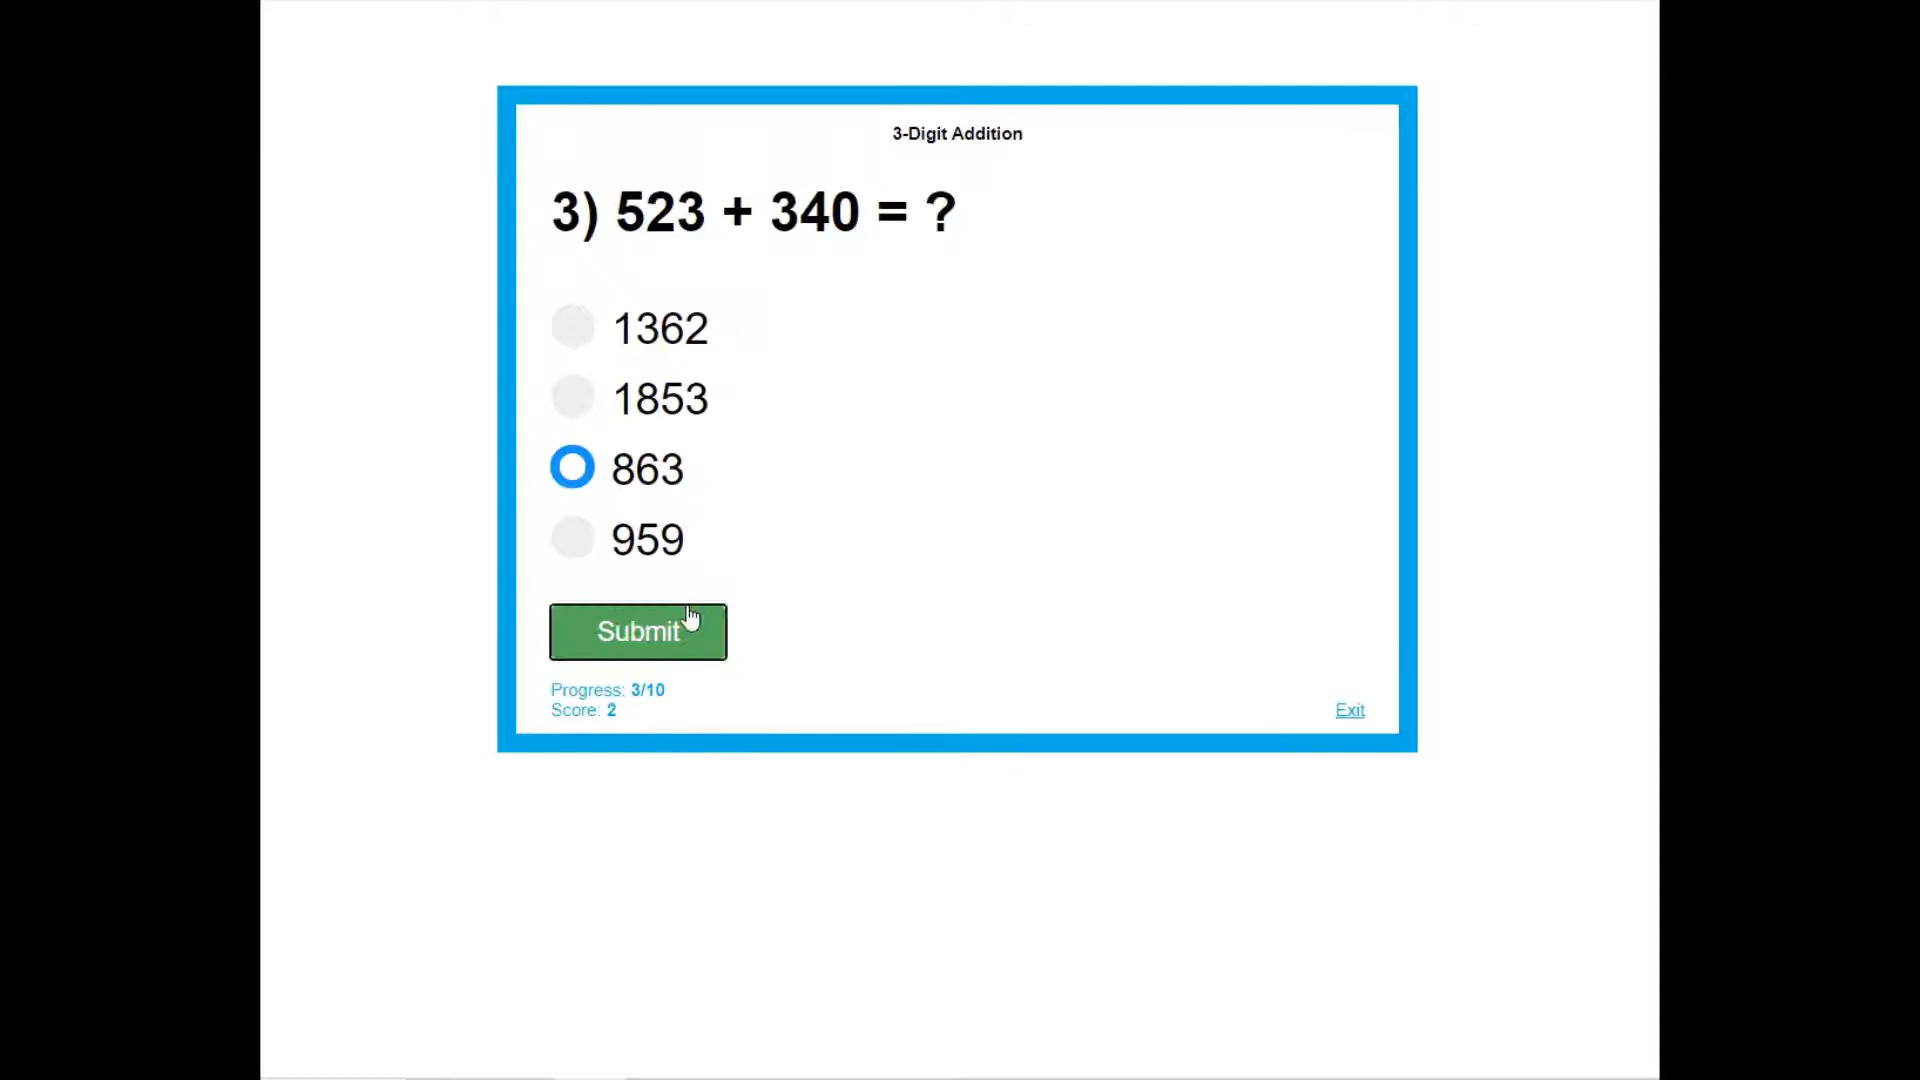 3-Digit Addition
3) 523 + 340 = ?
1362
1853
863
959
Submit
Progress: 3/10
Score: 2
Exit